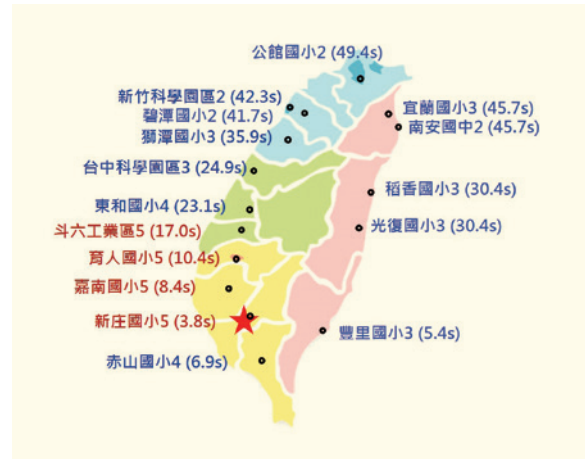 公館國小2 (49.4s)
新竹科學園區2 (42.3s)
碧潭國小2 (41.7s)
獅潭國小3 (35.9s)
宜蘭國小3 (45.7s)
南安國中2 (45.7s)
台中科學園區3 (24.9s)
稻香國小3 (30.4s)
東和國小4 (23.1s)
光復國小3 (30.4s)
斗六工業區5 (17.0s)
育人國小5 (10.4s)
嘉南國小5 (8.4s)
新庄國小5 (3.8s)
豐里國小3 (5.4s)
赤山國小4 (6.9s)